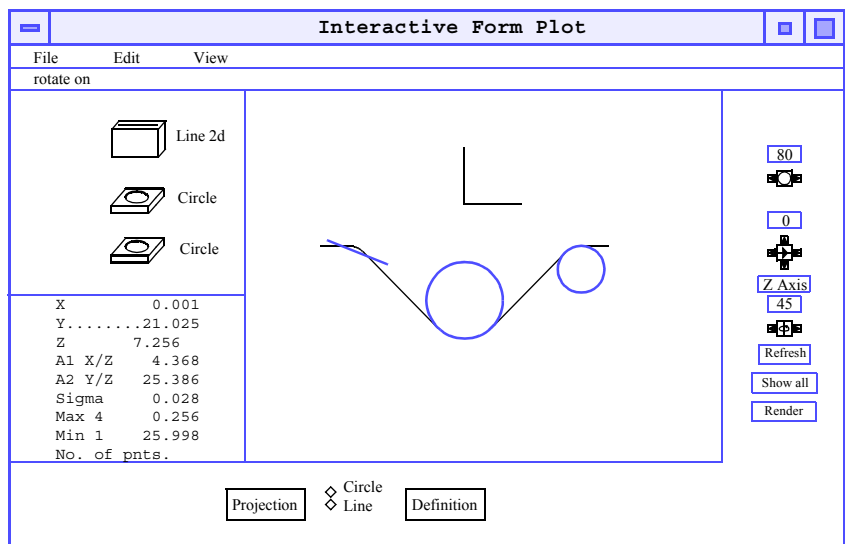 Interactive Form Plot
File Edit View
rotate on
Line 2d
Circle
Circle
X 0.001
Y........21.025
Z 7.256
A1 X/Z 4.368
A2 Y/Z 25.386
Sigma 0.028
Max 4 0.256
Min 1 25.998
No. of pnts.
80
0
Z Axis
45
Refresh
Show all
Render
Projection
Circle
Line
Definition